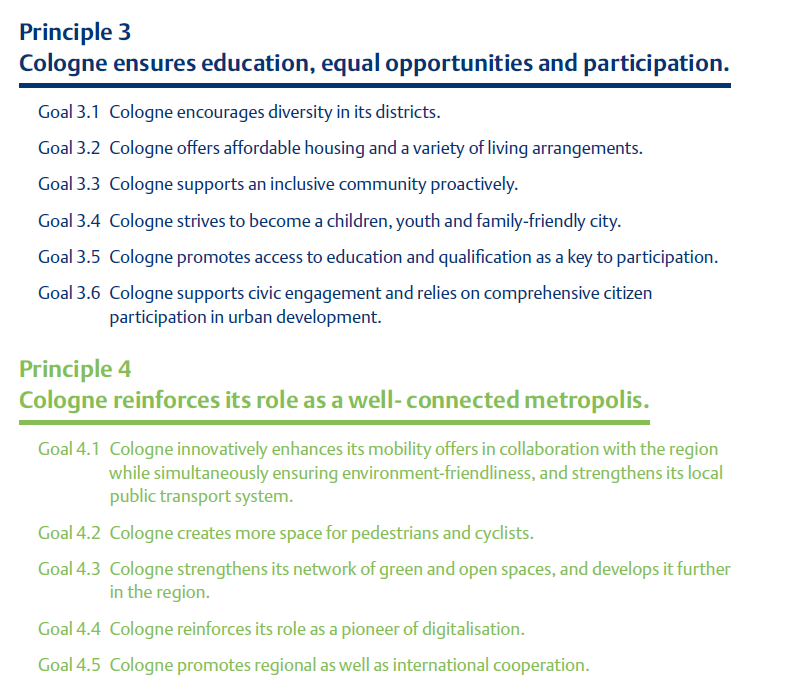 Principle 3
Cologne ensures education, equal opportunities and participation.
Goal 3.1 Cologne encourages diversity in its districts.
Goal 3.2 Cologne offers affordable housing and a variety of living arrangements.
Goal 3.3 Cologne supports an inclusive community proactively.
Goal 3.4 Cologne strives to become a children, youth and family-friendly city.
Goal 3.5 Cologne promotes access to education and qualification as a key to participation.
Goal 3.6 Cologne supports civic engagement and relies on comprehensive citizen
participation in urban development.
Principle 4
Cologne reinforces its role as a well- connected metropolis.
Goal 4.1 Cologne innovatively enhances its mobility offers in collaboration with the region
while simultaneously ensuring environment-friendliness, and strengthens its local
public transport system.
Goal 4.2 Cologne creates more space for pedestrians and cyclists.
Goal 4.3 Cologne strengthens its network of green and open spaces, and develops it further
in the region.
Goal 4.4 Cologne reinforces its role as a pioneer of digitalisation.
Goal 4.5 Cologne promotes regional as well as international cooperation.